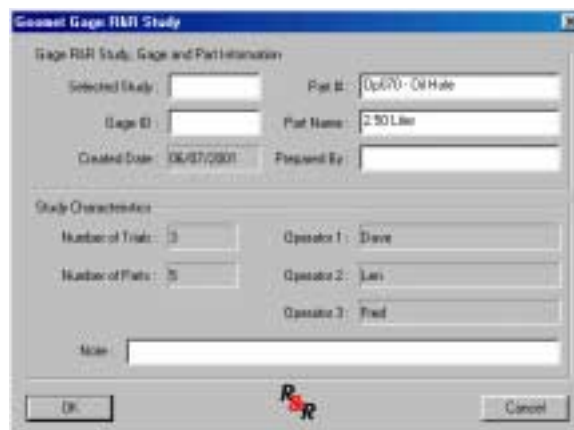 Geomet Gage R&R Study
Gage R&R Study, Gage and Part Information
Selected Study :
Part # : Op670 - Oil Hole
Gage ID :
Part Name : 2.50 Liter
Created Date : 06/07/2001
Prepared By :
Study Characteristics
Number of Trials : 3
Operator 1 : Dave
Number of Parts : 5
Operator 2 : Len
Operator 3 : Fred
Note :
R&R
OK
Cancel